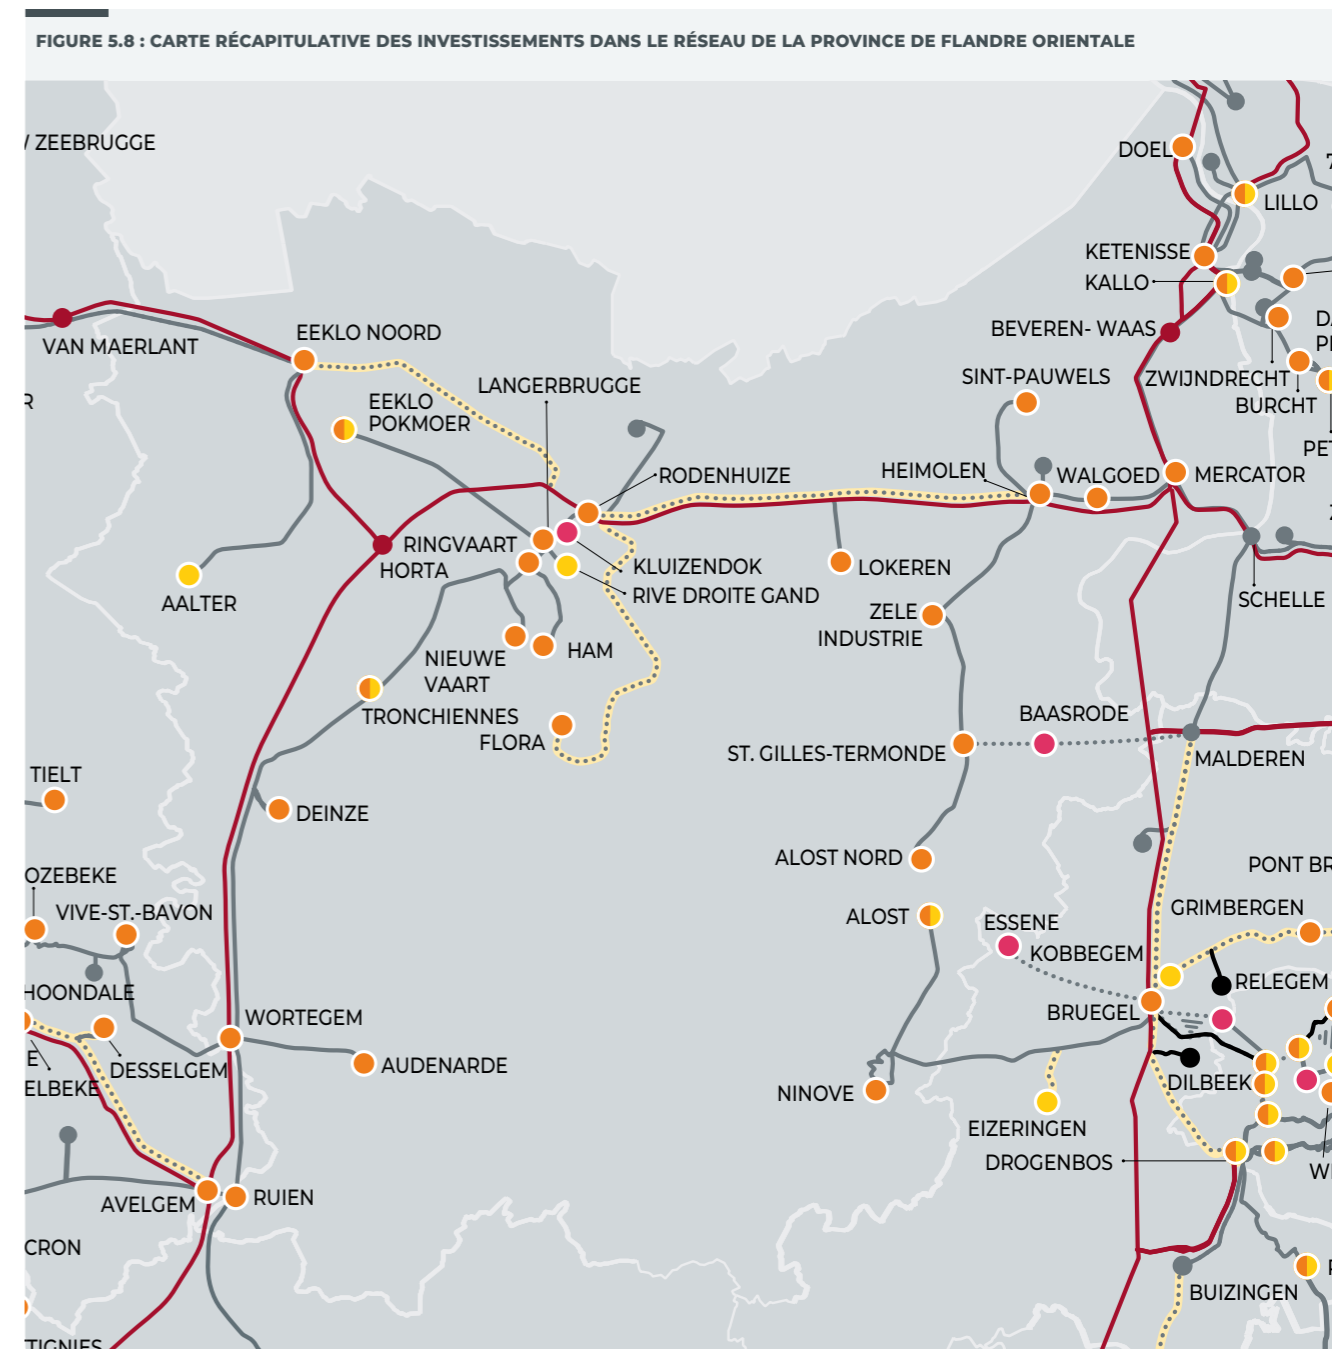 FIGURE 5.8 : CARTE RÉCAPITULATIVE DES INVESTISSEMENTS DANS LE RÉSEAU DE LA PROVINCE DE FLANDRE ORIENTALE
/ ZEEBRUGGE
DOEL
LILLO
KETENISSE
KALLO
VAN MAERLANT
EEKLO NOORD
BEVEREN- WAAS
LANGERBRUGGE
SINT-PAUWELS
ZWIJNDRECHT
BURCHT
EEKLO
POKMOER
RODENHUIZE
HEIMOLEN
WALGOED
MERCATOR
RINGVAART
HORTA
KLUIZENDOK
RIVE DROITE GAND
LOKEREN
AALTER
SCHELLE
ZELE
INDUSTRIE
NIEUWE
VAART
HAM
TRONCHIENNES
FLORA
BAASRODE
ST. GILLES-TERMONDE
MALDEREN
TIELT
DEINZE
ALOST NORD
PONT BR
OZEBEKE
VIVE-ST.-BAVON
ALOST
ESSENE
GRIMBERGEN
KOBBEGEM
RELEGEM
HOONDALE
BRUEGEL
WORTEGEM
DESSELGEM
ELBEKE
AUDENARDE
NINOVE
DILBEEK
EIZERINGEN
DROGENBOS
AVELGEM
RUIEN
CRON
BUIZINGEN
TIGNIES